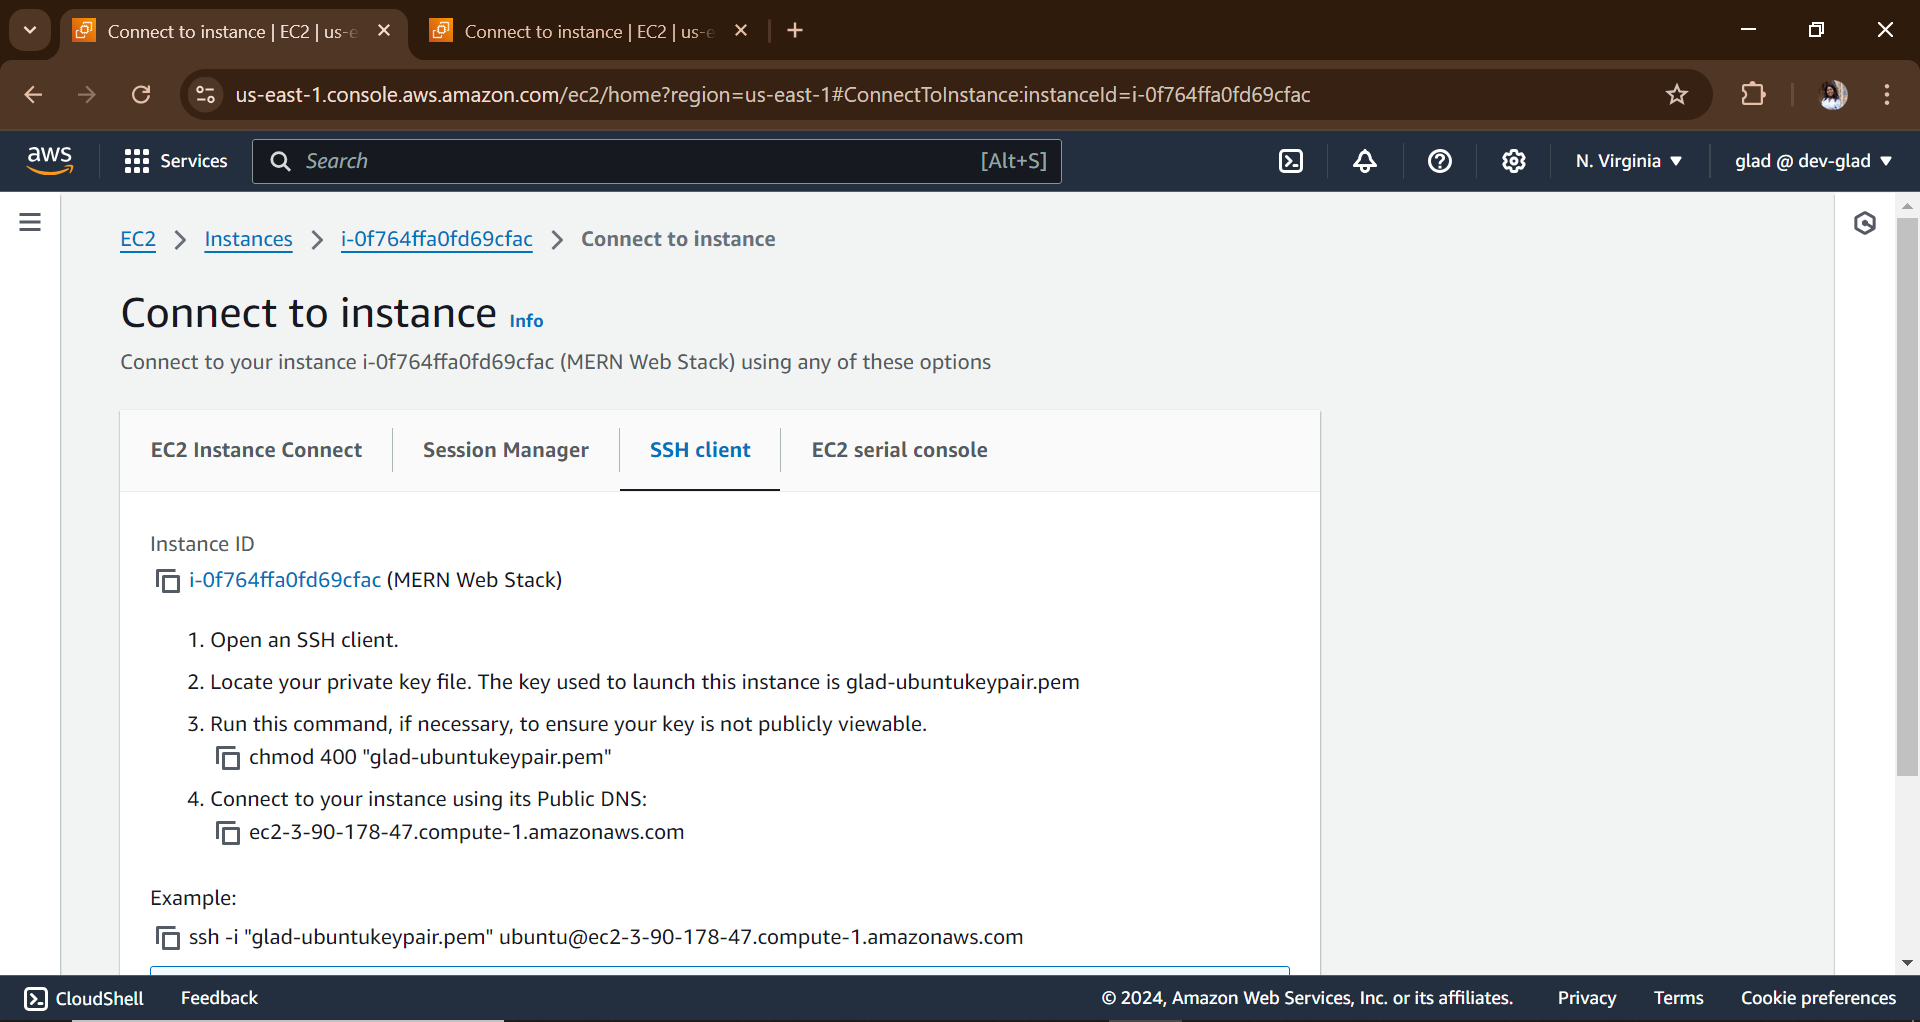 Connect to instance | EC2 | us-e
Connect to instance | EC2 | us-e
us-east-1.console.aws.amazon.com/ec2/home?region=us-east-1#ConnectToInstance:instanceId=i-0f764ffa0fd69cfac
aws
Services
Search
[Alt+S]
N. Virginia
glad @ dev-glad
EC2
Instances
i-0f764ffa0fd69cfac
Connect to instance
Connect to instance Info
Connect to your instance i-0f764ffa0fd69cfac (MERN Web Stack) using any of these options
EC2 Instance Connect
Session Manager
SSH client
EC2 serial console
Instance ID
i-0f764ffa0fd69cfac (MERN Web Stack)
1. Open an SSH client.
2. Locate your private key file. The key used to launch this instance is glad-ubuntukeypair.pem
3. Run this command, if necessary, to ensure your key is not publicly viewable.
chmod 400 "glad-ubuntukeypair.pem"
4. Connect to your instance using its Public DNS:
ec2-3-90-178-47.compute-1.amazonaws.com
Example:
ssh -i "glad-ubuntukeypair.pem" ubuntu@ec2-3-90-178-47.compute-1.amazonaws.com
CloudShell
Feedback
© 2024, Amazon Web Services, Inc. or its affiliates.
Privacy
Terms
Cookie preferences